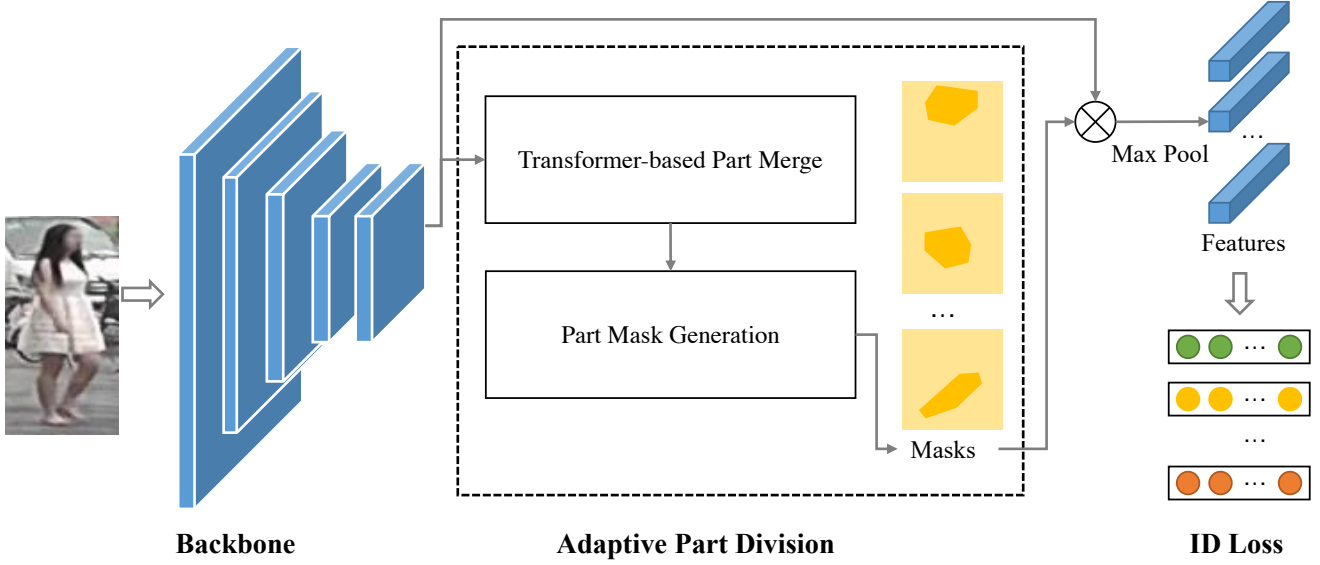 Transformer-based Part Merge
Max Pool
...
Features
Part Mask Generation
...
Masks
...
...
...
...
Backbone
Adaptive Part Division
ID Loss